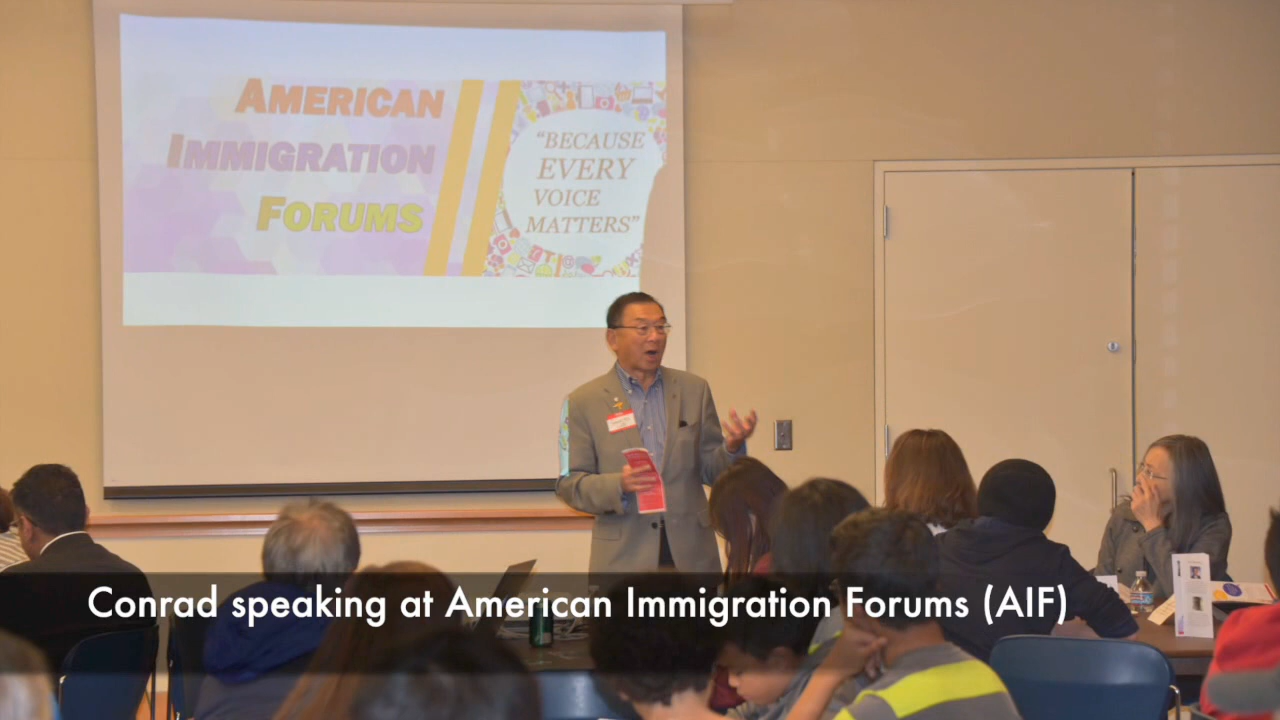 AMERICAN
IMMIGRATION
FORUMS
“BECAUSE
EVERY
VOICE
MATTERS”
Conrad speaking at American Immigration Forums (AIF)